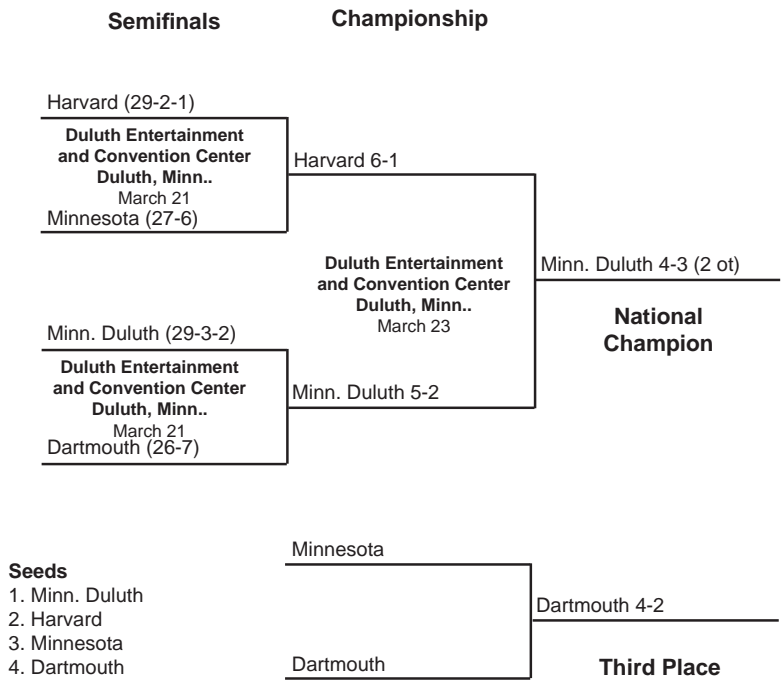 Semifinals
Championship
Harvard (29-2-1)
Duluth Entertainment
and Convention Center
Duluth, Minn..
March 21
Minnesota (27-6)
Harvard 6-1
Minn. Duluth (29-3-2)
Duluth Entertainment
and Convention Center
Duluth, Minn..
March 21
Dartmouth (26-7)
Minn. Duluth 5-2
Duluth Entertainment
and Convention Center
Duluth, Minn..
March 23
Minn. Duluth 4-3 (2 ot)
National
Champion
Seeds
1. Minn. Duluth
2. Harvard
3. Minnesota
4. Dartmouth
Minnesota
Dartmouth
Dartmouth 4-2
Third Place